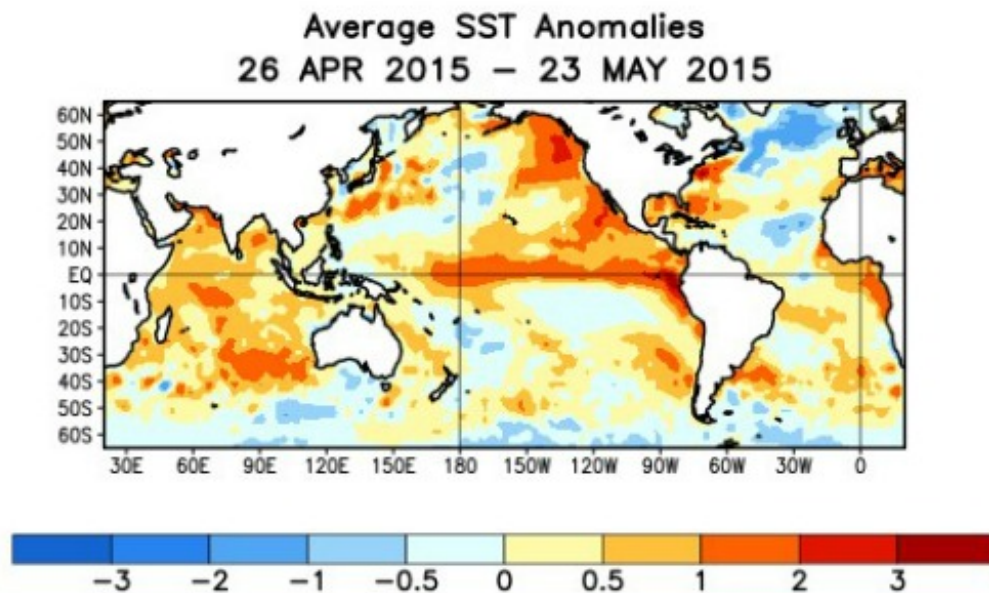 Average SST Anomalies
26 APR 2015 – 23 MAY 2015
60N
50N
40N
30N
20N
10N
EQ
10S
20S
30S
40S
50S
60S
30E 60E 90E 120E 150E 180 150W 120W 90W 60W 30W 0
−3 −2 −1 −0.5 0 0.5 1 2 3